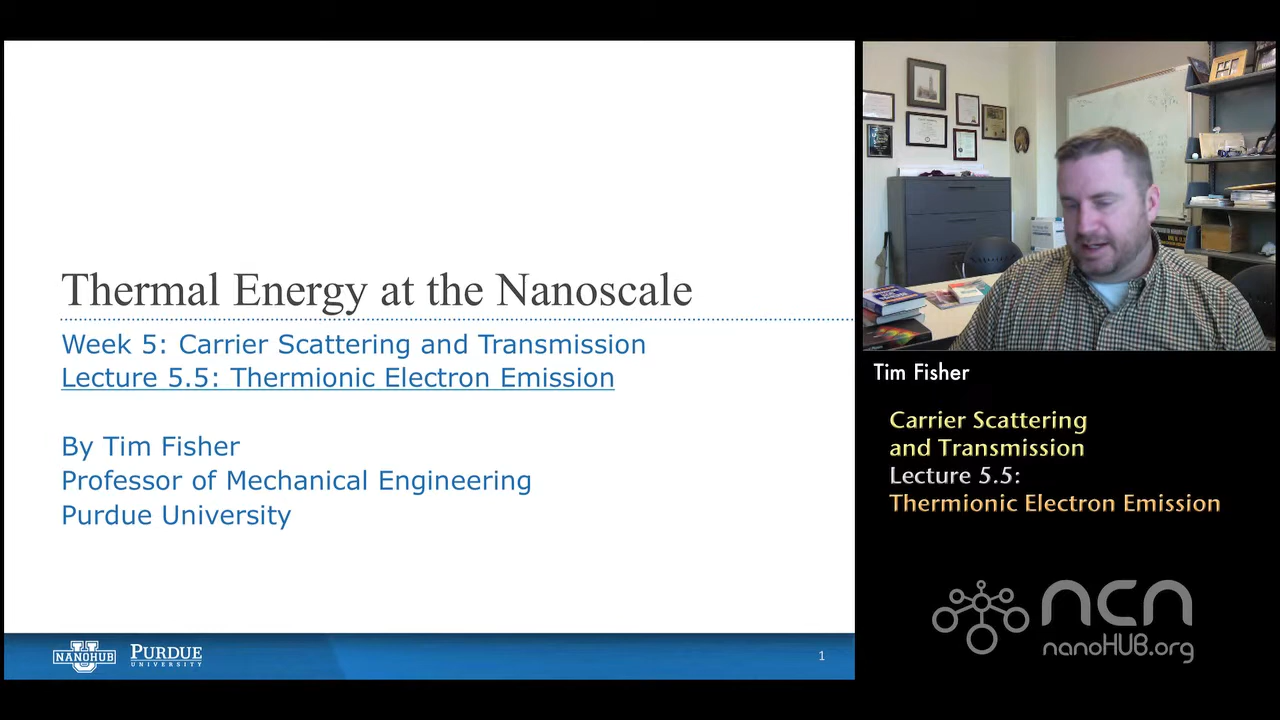 Thermal Energy at the Nanoscale
Week 5: Carrier Scattering and Transmission
Lecture 5.5: Thermionic Electron Emission
By Tim Fisher
Professor of Mechanical Engineering
Purdue University
NANOHUB
U
PURDUE
UNIVERSITY
1
Tim Fisher
Carrier Scattering
and Transmission
Lecture 5.5:
Thermionic Electron Emission
ncn
nanoHUB.org